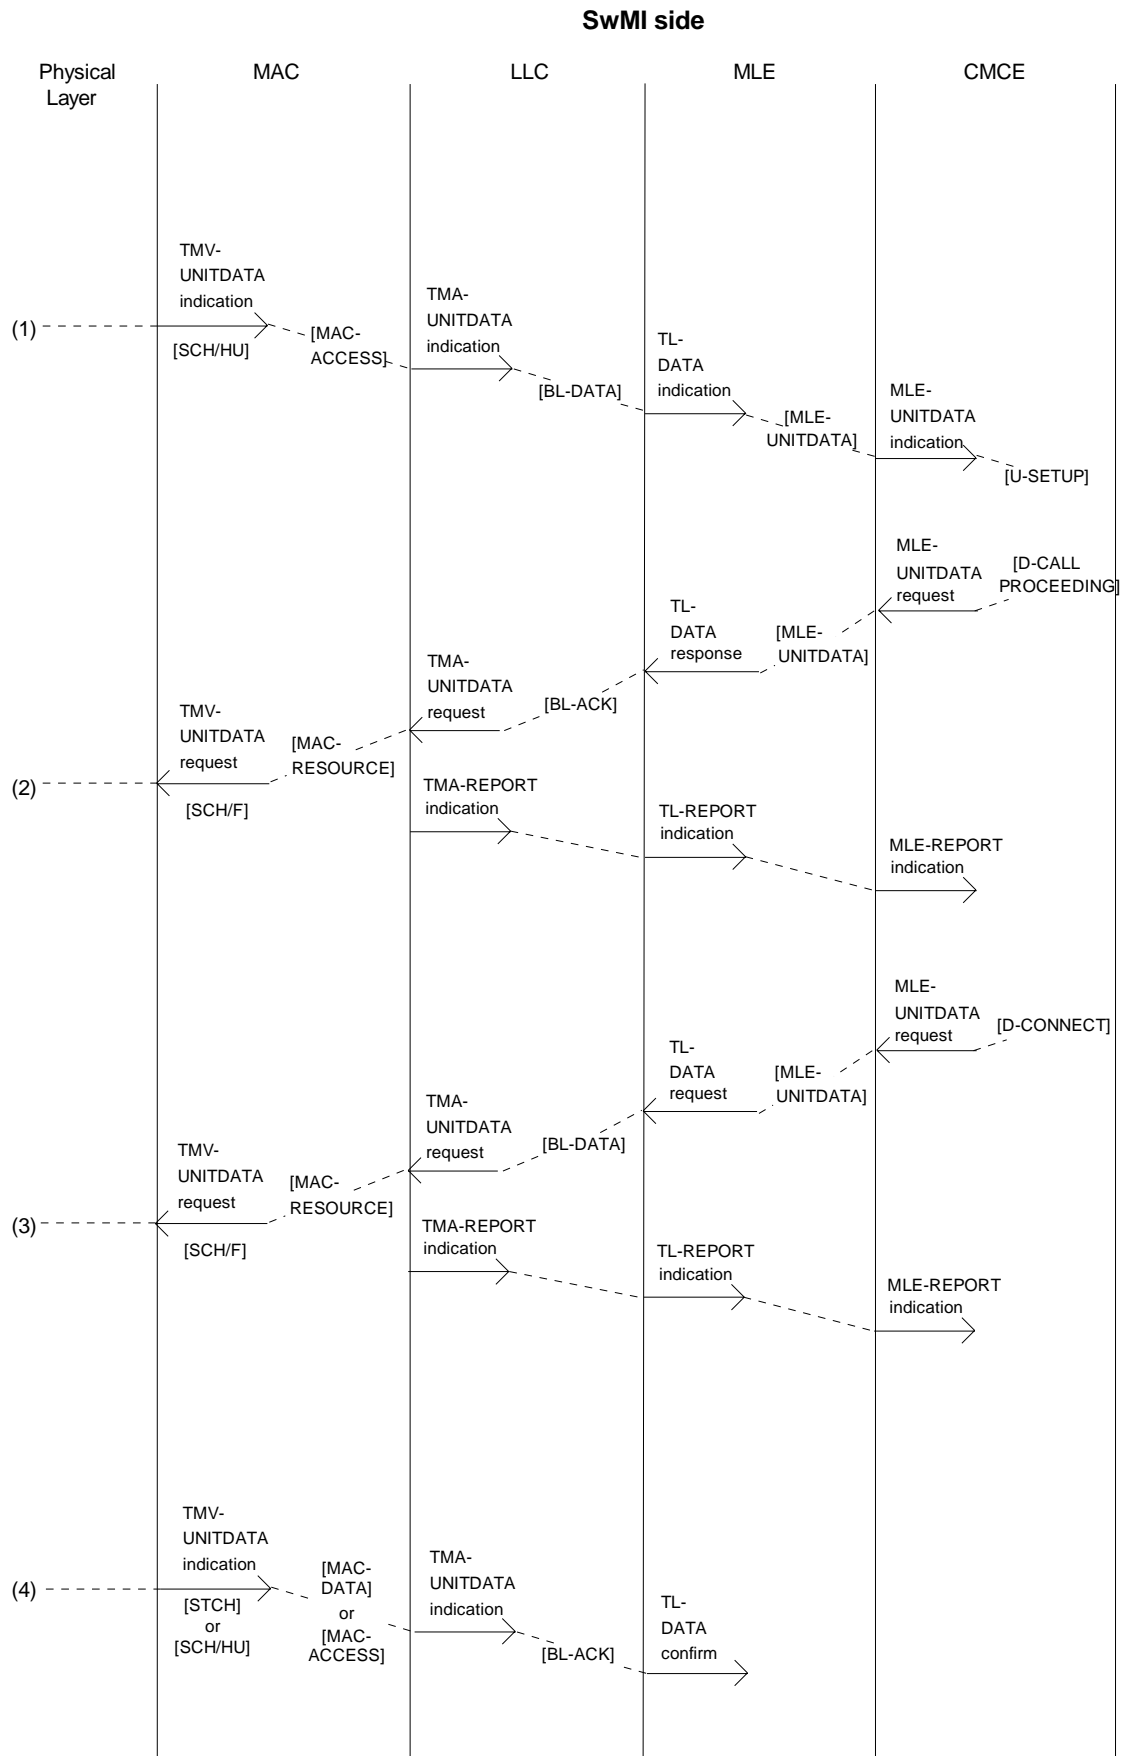 SwMI side
Physical
Layer
MAC
LLC
MLE
CMCE
(1)
TMV-
UNITDATA
indication
[SCH/HU]
[MAC-
ACCESS]
TMA-
UNITDATA
indication
[BL-DATA]
TL-
DATA
indication
[MLE-
UNITDATA]
MLE-
UNITDATA
indication
[U-SETUP]
[D-CALL
PROCEEDING]
MLE-
UNITDATA
request
[MLE-
UNITDATA]
TL-
DATA
response
[BL-ACK]
TMA-
UNITDATA
request
[MAC-
RESOURCE]
TMV-
UNITDATA
request
[SCH/F]
(2)
TMA-REPORT
indication
TL-REPORT
indication
MLE-REPORT
indication
[D-CONNECT]
MLE-
UNITDATA
request
[MLE-
UNITDATA]
TL-
DATA
request
[BL-DATA]
TMA-
UNITDATA
request
[MAC-
RESOURCE]
TMV-
UNITDATA
request
[SCH/F]
(3)
TMA-REPORT
indication
TL-REPORT
indication
MLE-REPORT
indication
(4)
TMV-
UNITDATA
indication
[STCH]
or
[SCH/HU]
[MAC-
DATA]
or
[MAC-
ACCESS]
TMA-
UNITDATA
indication
[BL-ACK]
TL-
DATA
confirm